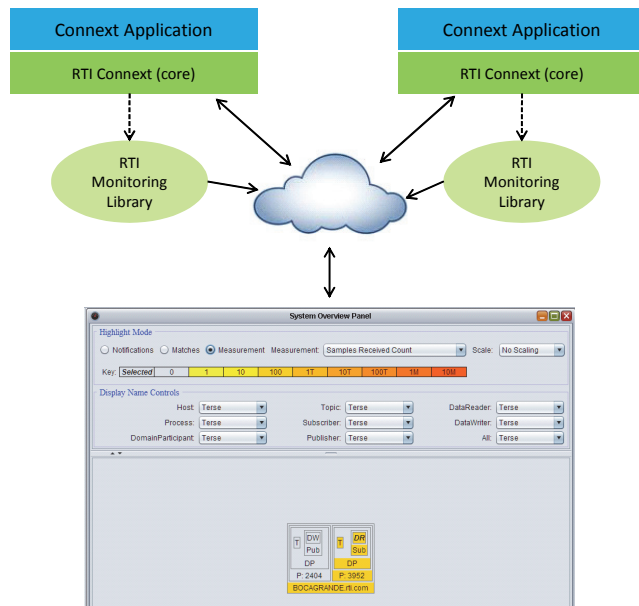 Connext Application
Connext Application
RTI Connext (core)
RTI Connext (core)
RTI
Monitoring
Library
RTI
Monitoring
Library
System Overview Panel
Highlight Mode
Notifications Matches Measurement Measurement: Samples Received Count Scale: No Scaling
Key: Selected 0 1 10 100 1T 10T 100T 1M 10M
Display Name Controls
Host: Terse Topic: Terse DataReader: Terse
Process: Terse Subscriber: Terse DataWriter: Terse
DomainParticipant: Terse Publisher: Terse All: Terse
T DW T DR
Pub Sub
DP DP
P: 2404 P: 3952
BOCAGRANDE.rti.com